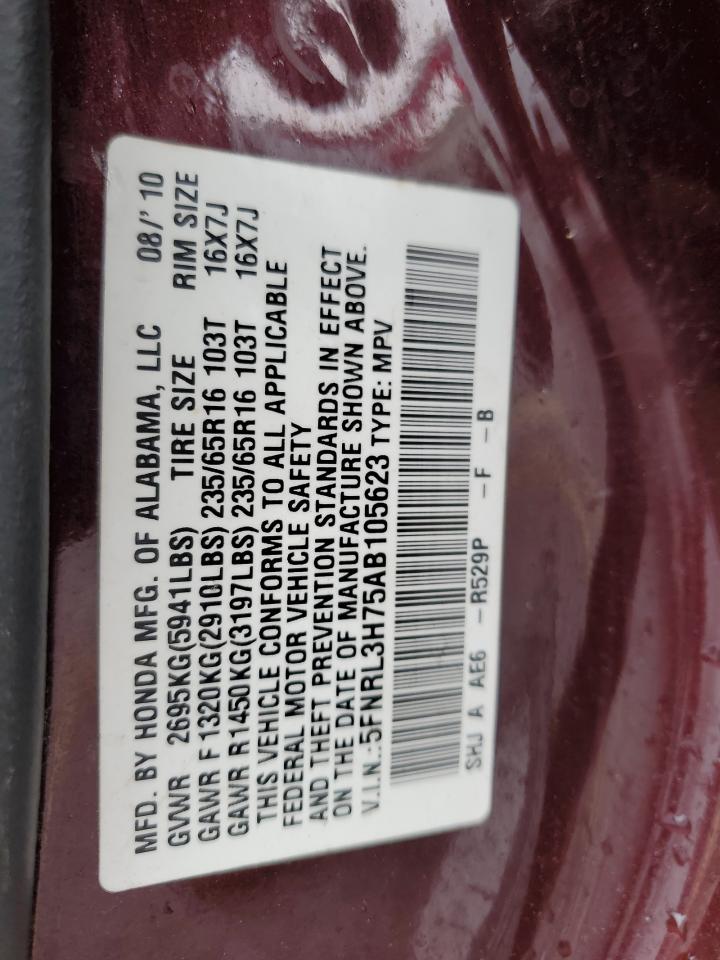 MFD. BY HONDA MFG. OF ALABAMA, LLC 08/'10
GVWR 2695KG(5941LBS) TIRE SIZE RIM SIZE
GAWR F 1320KG(2910LBS) 235/65R16 103T 16X7J
GAWR R1450KG(3197LBS) 235/65R16 103T 16X7J
THIS VEHICLE CONFORMS TO ALL APPLICABLE
FEDERAL MOTOR VEHICLE SAFETY
AND THEFT PREVENTION STANDARDS IN EFFECT
ON THE DATE OF MANUFACTURE SHOWN ABOVE.
V.I.N.:5FNRL3H75AB105623 TYPE: MPV
SHJ A AE6 -R529P -F -B